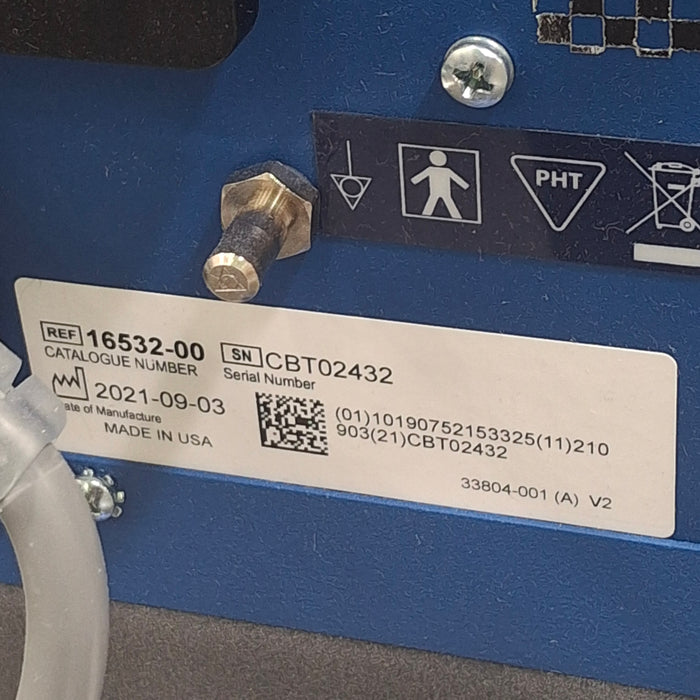 PHT
REF 16532-00
CATALOGUE NUMBER
SN CBT02432
Serial Number
2021-09-03
ate of Manufacture
MADE IN USA
(01)10190752153325(11)210
903(21)CBT02432
33804-001 (A) V2